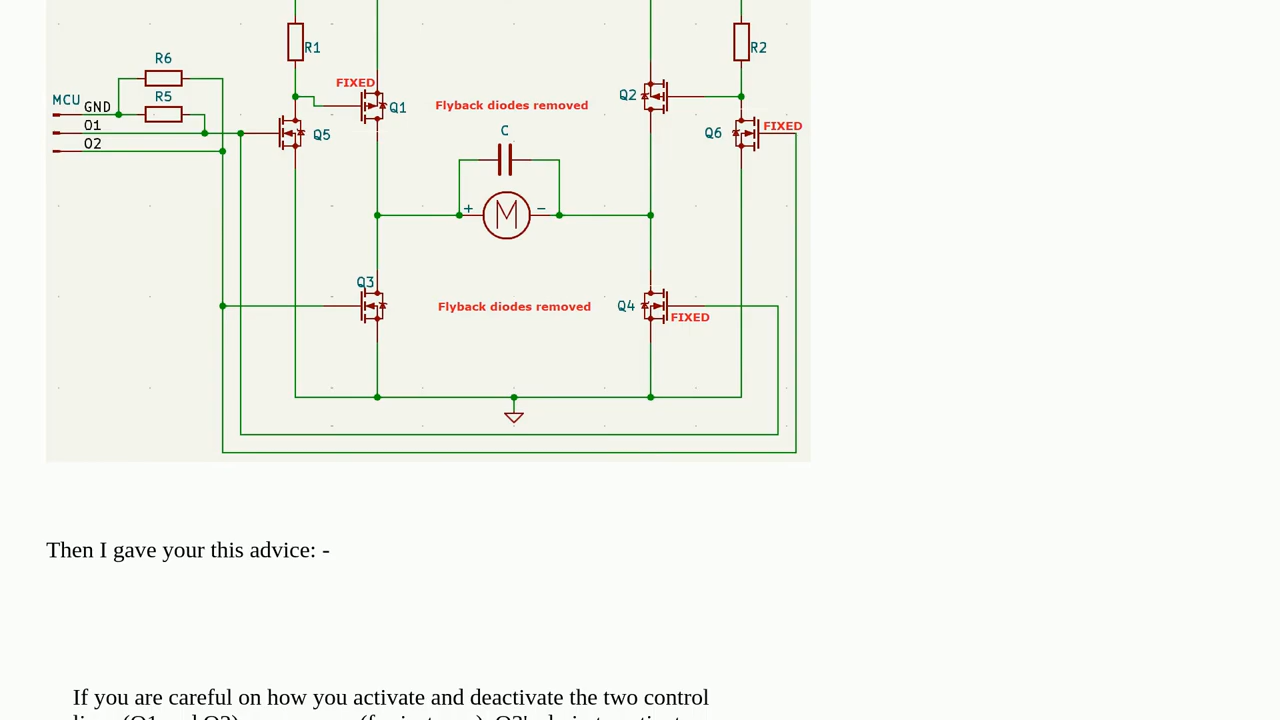 R1
R2
R6
FIXED
Q2
R5
MCU
GND
Q1
Flyback diodes removed
O1
Q5
C
Q6
FIXED
O2
+
M
−
Q3
Flyback diodes removed
Q4
FIXED
Then I gave your this advice: -
If you are careful on how you activate and deactivate the two control